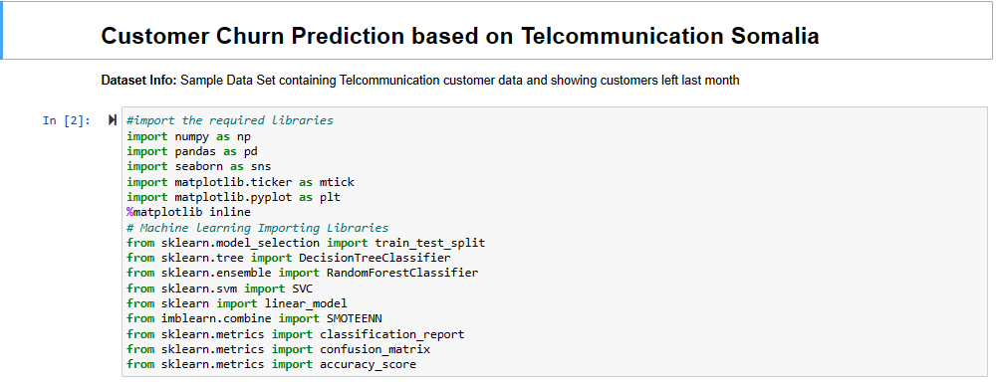 Customer Churn Prediction based on Telcommunication Somalia
Dataset Info: Sample Data Set containing Telcommunication customer data and showing customers left last month
In [2]:
#import the required libraries
import numpy as np
import pandas as pd
import seaborn as sns
import matplotlib.ticker as mtick
import matplotlib.pyplot as plt
%matplotlib inline
# Machine learning Importing Libraries
from sklearn.model_selection import train_test_split
from sklearn.tree import DecisionTreeClassifier
from sklearn.ensemble import RandomForestClassifier
from sklearn.svm import SVC
from sklearn import linear_model
from imblearn.combine import SMOTEENN
from sklearn.metrics import classification_report
from sklearn.metrics import confusion_matrix
from sklearn.metrics import accuracy_score